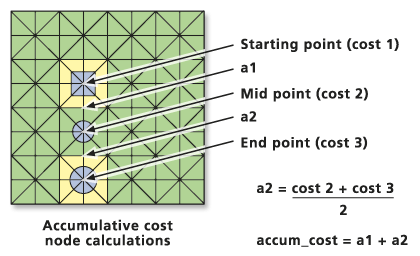 Starting point (cost 1)
a1
Mid point (cost 2)
a2
End point (cost 3)
a2 = cost 2 + cost 3
2
accum_cost = a1 + a2
Accumulative cost
node calculations